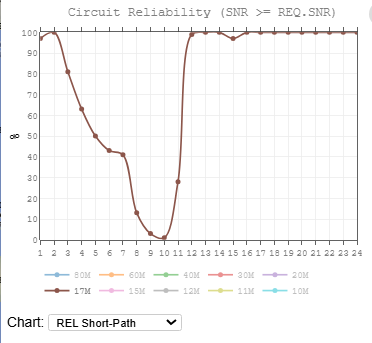 Circuit Reliability (SNR >= REQ.SNR)
100
90
80
70
60
50
40
30
20
10
0
%
1 2 3 4 5 6 7 8 9 10 11 12 13 14 15 16 17 18 19 20 21 22 23 24
80M 60M 40M 30M 20M
17M 15M 12M 11M 10M
Chart: REL Short-Path